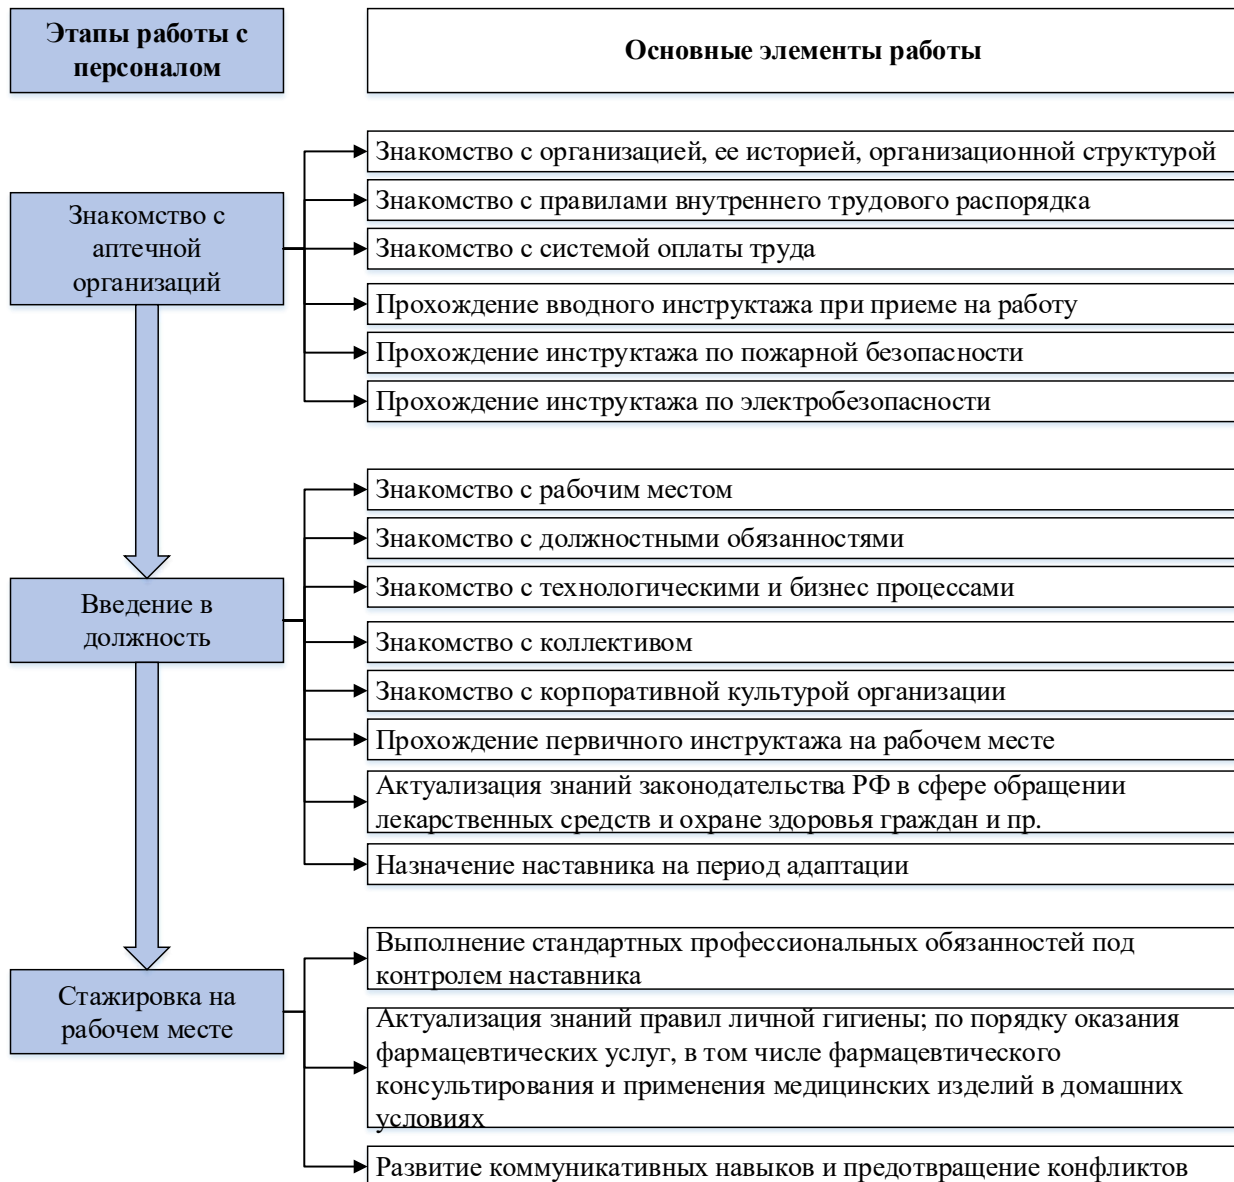 Этапы работы с
персоналом
Основные элементы работы
Знакомство с
аптечной
организаций
Знакомство с организацией, ее историей, организационной структурой
Знакомство с правилами внутреннего трудового распорядка
Знакомство с системой оплаты труда
Прохождение вводного инструктажа при приеме на работу
Прохождение инструктажа по пожарной безопасности
Прохождение инструктажа по электробезопасности
Введение в
должность
Знакомство с рабочим местом
Знакомство с должностными обязанностями
Знакомство с технологическими и бизнес процессами
Знакомство с коллективом
Знакомство с корпоративной культурой организации
Прохождение первичного инструктажа на рабочем месте
Актуализация знаний законодательства РФ в сфере обращении
лекарственных средств и охране здоровья граждан и пр.
Назначение наставника на период адаптации
Стажировка на
рабочем месте
Выполнение стандартных профессиональных обязанностей под
контролем наставника
Актуализация знаний правил личной гигиены; по порядку оказания
фармацевтических услуг, в том числе фармацевтического
консультирования и применения медицинских изделий в домашних
условиях
Развитие коммуникативных навыков и предотвращение конфликтов